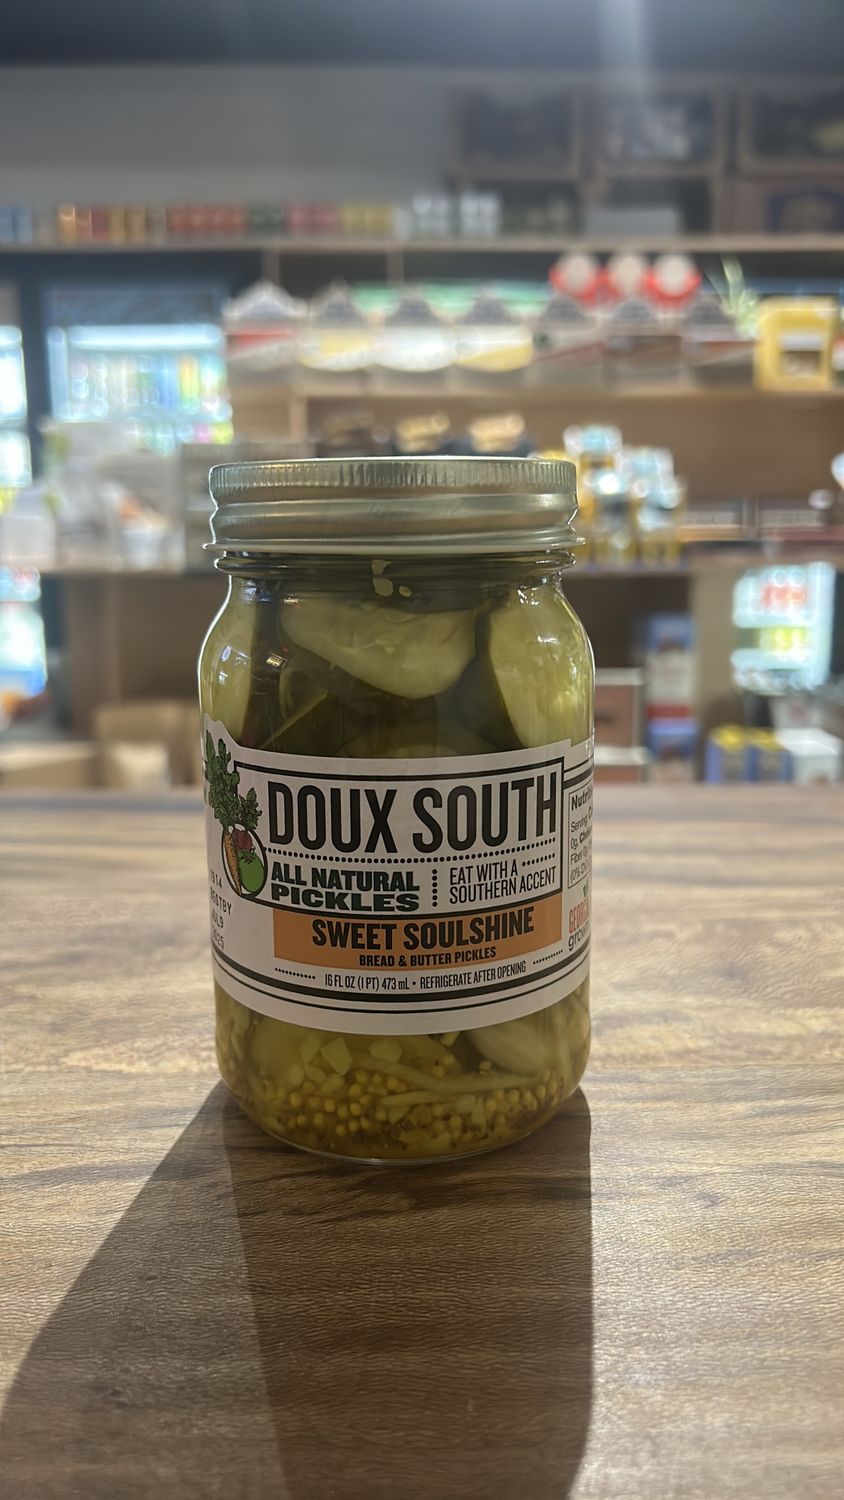 DOUX SOUTH
ALL NATURAL
PICKLES
EAT WITH A
SOUTHERN ACCENT
SWEET SOULSHINE
BREAD & BUTTER PICKLES
16 FL OZ (1 PT) 473 mL • REFRIGERATE AFTER OPENING